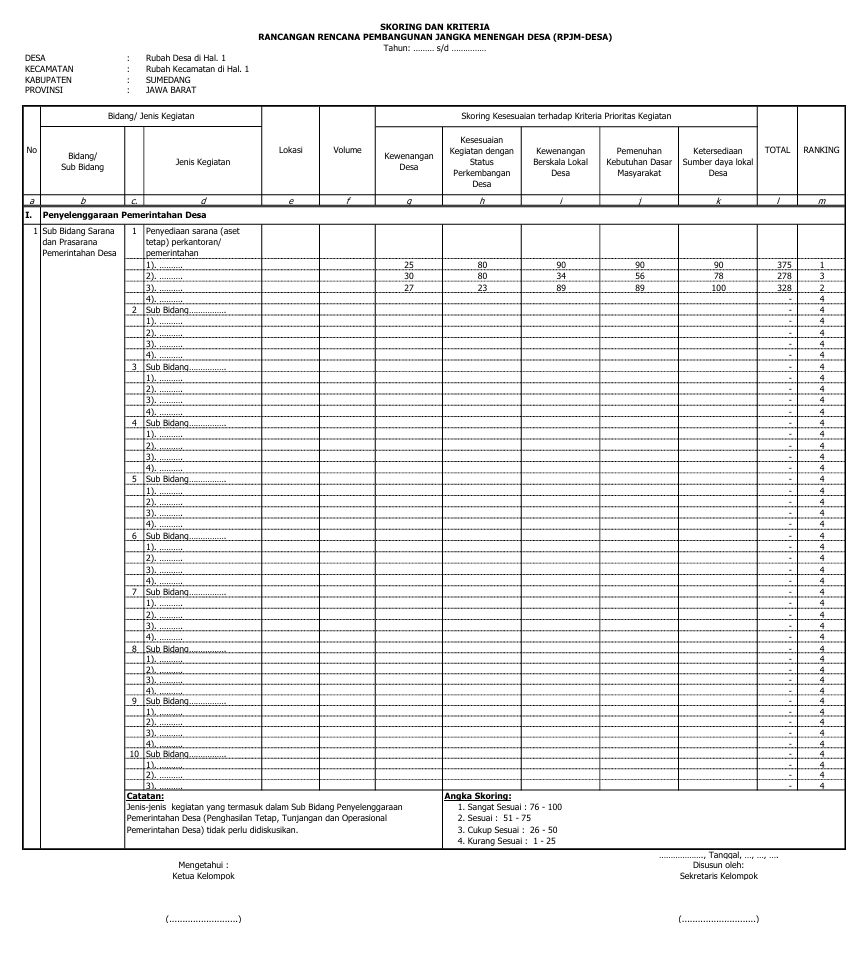 SKORING DAN KRITERIA
RANCANGAN RENCANA PEMBANGUNAN JANGKA MENENGAH DESA (RPJM-DESA)
Tahun: ……… s/d ……………
DESA : Rubah Desa di Hal. 1
KECAMATAN : Rubah Kecamatan di Hal. 1
KABUPATEN : SUMEDANG
PROVINSI : JAWA BARAT
No Bidang/ Jenis Kegiatan Lokasi Volume Skoring Kesesuaian terhadap Kriteria Prioritas Kegiatan TOTAL RANKING
Bidang/ Sub Bidang Jenis Kegiatan Kewenangan Desa Kesesuaian Kegiatan dengan Status Perkembangan Desa Kewenangan Berskala Lokal Desa Pemenuhan Kebutuhan Dasar Masyarakat Ketersediaan Sumber daya lokal Desa
a b c. d e f g h i j k l m
I. Penyelenggaraan Pemerintahan Desa
1 Sub Bidang Sarana dan Prasarana Pemerintahan Desa 1 Penyediaan sarana (aset tetap) perkantoran/ pemerintahan
1). ………. 25 80 90 90 90 375 1
2). ………. 30 80 34 56 78 278 3
3). ………. 27 23 89 89 100 328 2
4). ………. - 4
2 Sub Bidang……………. - 4
1). ………. - 4
2). ………. - 4
3). ………. - 4
4). ………. - 4
3 Sub Bidang……………. - 4
1). ………. - 4
2). ………. - 4
3). ………. - 4
4). ………. - 4
4 Sub Bidang……………. - 4
1). ………. - 4
2). ………. - 4
3). ………. - 4
4). ………. - 4
5 Sub Bidang……………. - 4
1). ………. - 4
2). ………. - 4
3). ………. - 4
4). ………. - 4
6 Sub Bidang……………. - 4
1). ………. - 4
2). ………. - 4
3). ………. - 4
4). ………. - 4
7 Sub Bidang……………. - 4
1). ………. - 4
2). ………. - 4
3). ………. - 4
4). ………. - 4
8 Sub Bidang……………. - 4
1). ………. - 4
2). ………. - 4
3). ………. - 4
4). ………. - 4
9 Sub Bidang……………. - 4
1). ………. - 4
2). ………. - 4
3). ………. - 4
4). ………. - 4
10 Sub Bidang……………. - 4
1). ………. - 4
2). ………. - 4
3). ………. - 4
Catatan:
Jenis-jenis kegiatan yang termasuk dalam Sub Bidang Penyelenggaraan
Pemerintahan Desa (Penghasilan Tetap, Tunjangan dan Operasional
Pemerintahan Desa) tidak perlu didiskusikan.
Angka Skoring:
1. Sangat Sesuai : 76 - 100
2. Sesuai : 51 - 75
3. Cukup Sesuai : 26 - 50
4. Kurang Sesuai : 1 - 25
………………., Tanggal, …, …, ….
Mengetahui : Disusun oleh:
Ketua Kelompok Sekretaris Kelompok
(………………………) (……………………….)